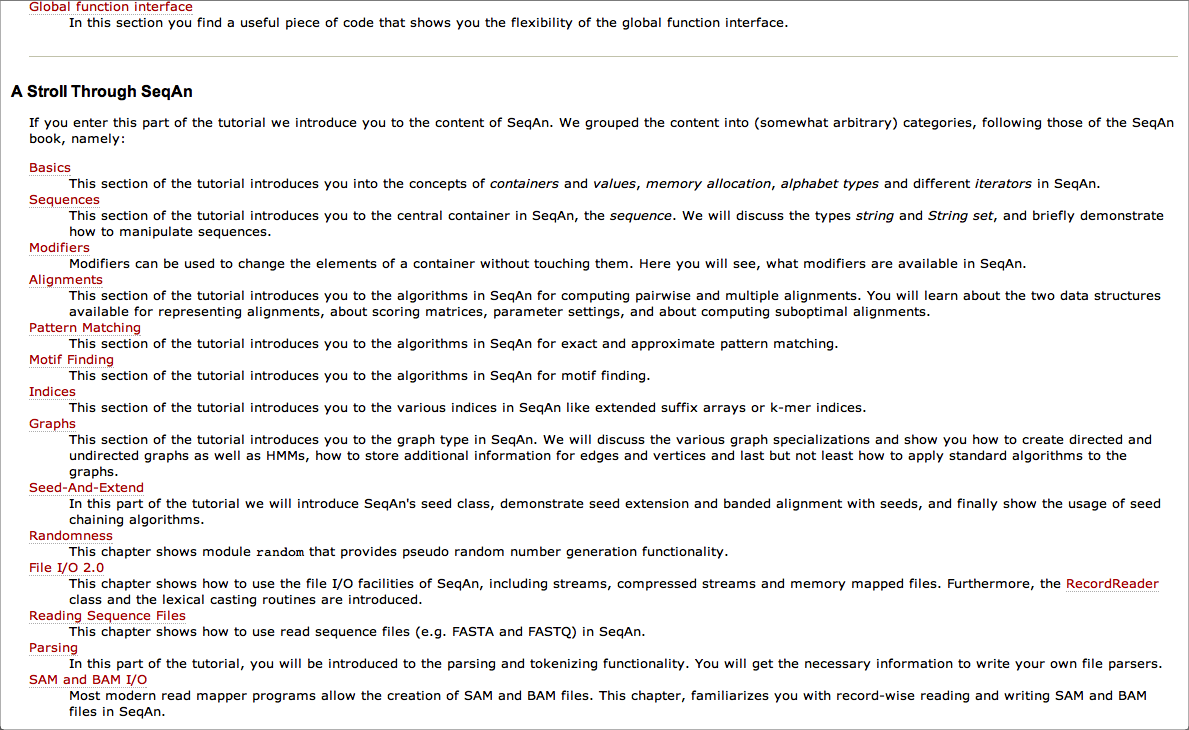 Global function interface
In this section you find a useful piece of code that shows you the flexibility of the global function interface.
A Stroll Through SeqAn
If you enter this part of the tutorial we introduce you to the content of SeqAn. We grouped the content into (somewhat arbitrary) categories, following those of the SeqAn
book, namely:
Basics
This section of the tutorial introduces you into the concepts of containers and values, memory allocation, alphabet types and different iterators in SeqAn.
Sequences
This section of the tutorial introduces you to the central container in SeqAn, the sequence. We will discuss the types string and String set, and briefly demonstrate
how to manipulate sequences.
Modifiers
Modifiers can be used to change the elements of a container without touching them. Here you will see, what modifiers are available in SeqAn.
Alignments
This section of the tutorial introduces you to the algorithms in SeqAn for computing pairwise and multiple alignments. You will learn about the two data structures
available for representing alignments, about scoring matrices, parameter settings, and about computing suboptimal alignments.
Pattern Matching
This section of the tutorial introduces you to the algorithms in SeqAn for exact and approximate pattern matching.
Motif Finding
This section of the tutorial introduces you to the algorithms in SeqAn for motif finding.
Indices
This section of the tutorial introduces you to the various indices in SeqAn like extended suffix arrays or k-mer indices.
Graphs
This section of the tutorial introduces you to the graph type in SeqAn. We will discuss the various graph specializations and show you how to create directed and
undirected graphs as well as HMMs, how to store additional information for edges and vertices and last but not least how to apply standard algorithms to the
graphs.
Seed-And-Extend
In this part of the tutorial we will introduce SeqAn's seed class, demonstrate seed extension and banded alignment with seeds, and finally show the usage of seed
chaining algorithms.
Randomness
This chapter shows module random that provides pseudo random number generation functionality.
File I/O 2.0
This chapter shows how to use the file I/O facilities of SeqAn, including streams, compressed streams and memory mapped files. Furthermore, the RecordReader
class and the lexical casting routines are introduced.
Reading Sequence Files
This chapter shows how to use read sequence files (e.g. FASTA and FASTQ) in SeqAn.
Parsing
In this part of the tutorial, you will be introduced to the parsing and tokenizing functionality. You will get the necessary information to write your own file parsers.
SAM and BAM I/O
Most modern read mapper programs allow the creation of SAM and BAM files. This chapter, familiarizes you with record-wise reading and writing SAM and BAM
files in SeqAn.